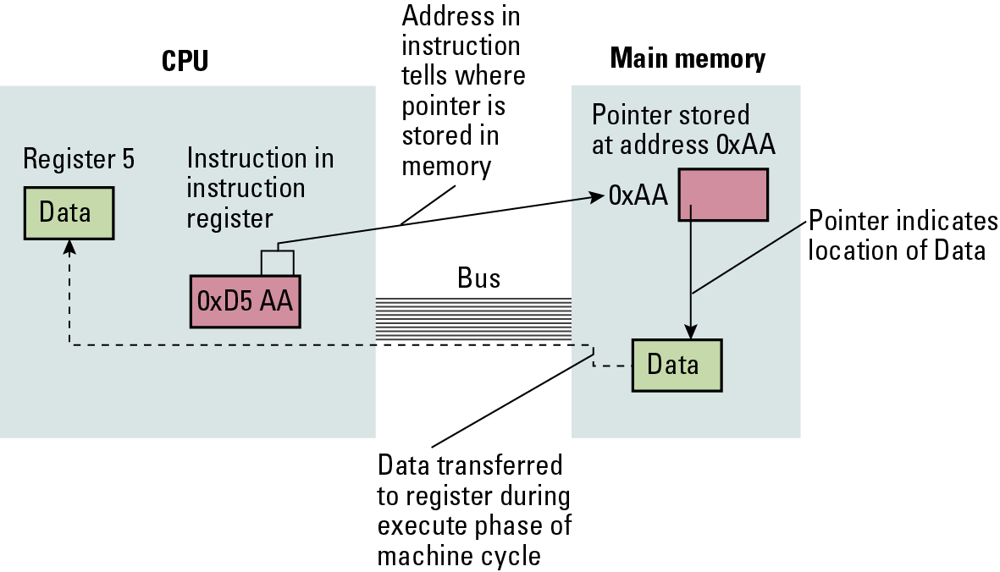 CPU
Address in
instruction
tells where
pointer is
stored in
memory
Main memory
Register 5
Data
Instruction in
instruction
register
0xD5 AA
Pointer stored
at address 0xAA
0xAA
Pointer indicates
location of Data
Bus
Data
Data transferred
to register during
execute phase of
machine cycle